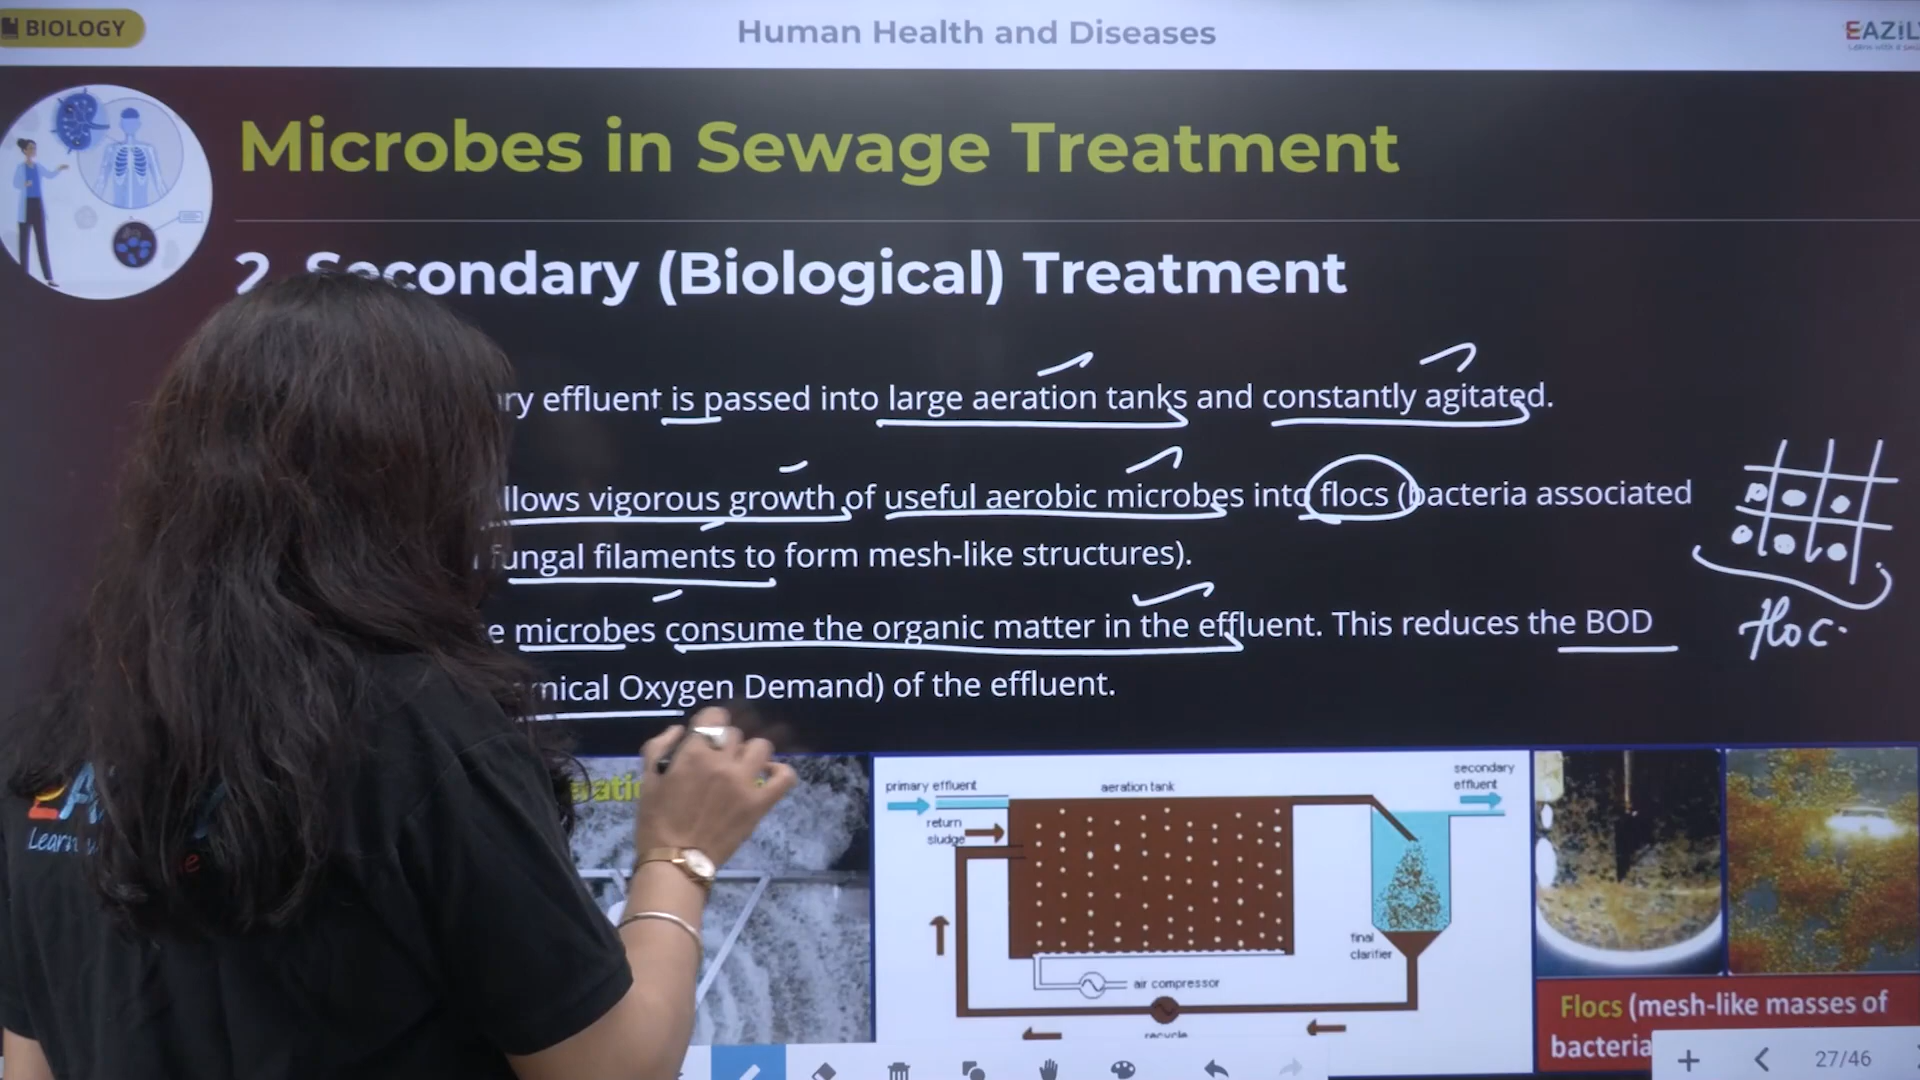 BIOLOGY
Human Health and Diseases
EAZIL
Microbes in Sewage Treatment
2. Secondary (Biological) Treatment
ry effluent is passed into large aeration tanks and constantly agitated.
llows vigorous growth of useful aerobic microbes into flocs (bacteria associated
fungal filaments to form mesh-like structures).
e microbes consume the organic matter in the effluent. This reduces the BOD
mical Oxygen Demand) of the effluent.
floc.
primary effluent
aeration tank
secondary
effluent
return
sludge
final
clarifier
air compressor
recycle
Flocs (mesh-like masses of
bacteria
27/46
Learn